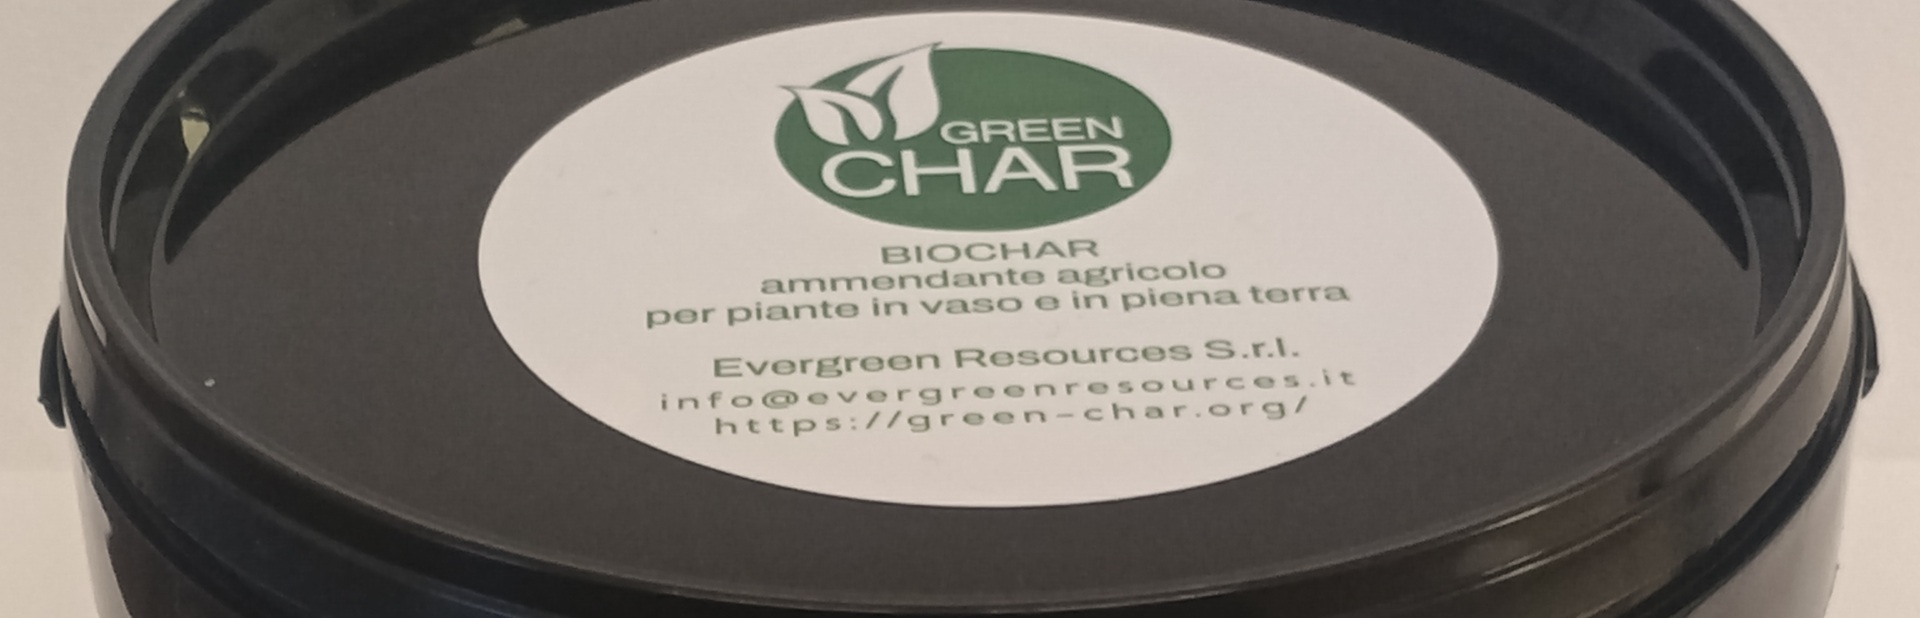 GREEN
CHAR
BIOCHAR
ammendante agricolo
per piante in vaso e in piena terra
Evergreen Resources S.r.l.
info@evergreenresources.it
https://green-char.org/